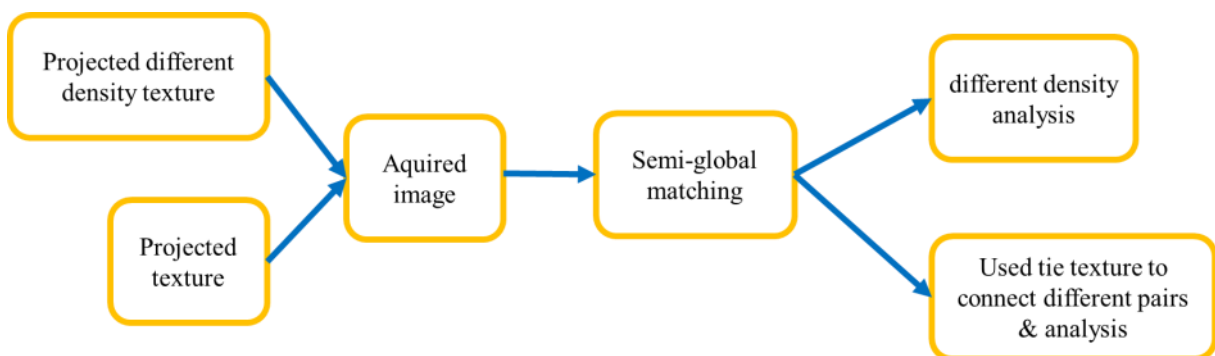 Projected different
density texture
Projected
texture
Aquired
image
Semi-global
matching
different density
analysis
Used tie texture to
connect different pairs
& analysis